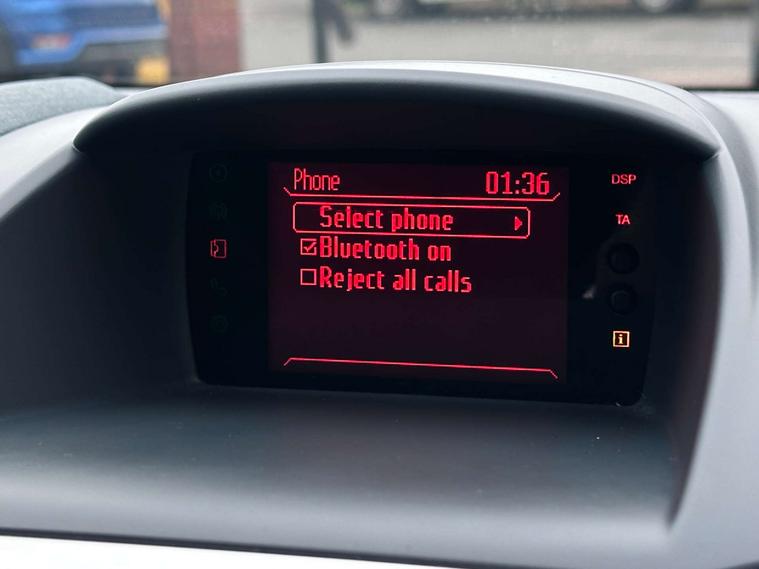 Phone 01:36
Select phone
Bluetooth on
Reject all calls
DSP
TA
i